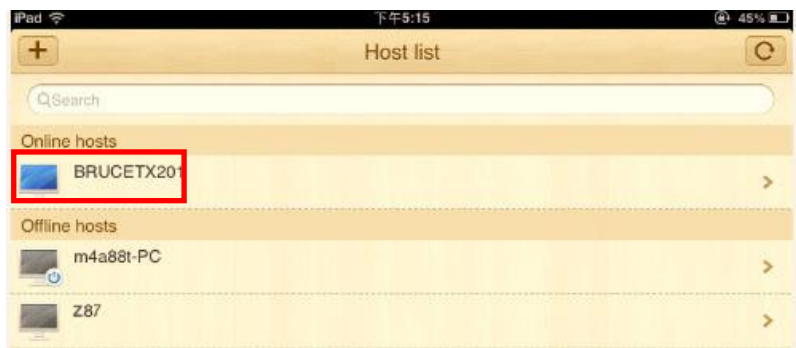 iPad 下午5:15 45%
Host list
Search
Online hosts
BRUCETX201
Offline hosts
m4a88t-PC
Z87